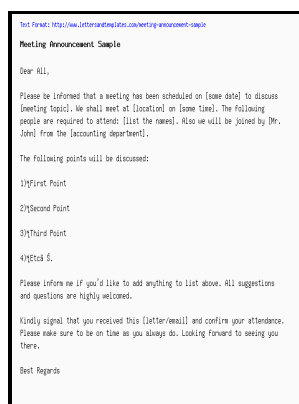 Text Format: http://www.lettersandtemplates.com/meeting-announcement-sample
Meeting Announcement Sample
Dear All,
Please be informed that a meeting has been scheduled on [some date] to discuss
[meeting topic]. We shall meet at [location] on [some time]. The following
people are required to attend: [list the names]. Also we will be joined by [Mr.
John] from the [accounting department].
The following points will be discussed:
1)¶First Point
2)¶Second Point
3)¶Third Point
4)¶Etcâ Š.
Please inform me if you'd like to add anything to list above. All suggestions
and questions are highly welcomed.
Kindly signal that you received this [letter/email] and confirm your attendance.
Please make sure to be on time as you always do. Looking forward to seeing you
there.
Best Regards